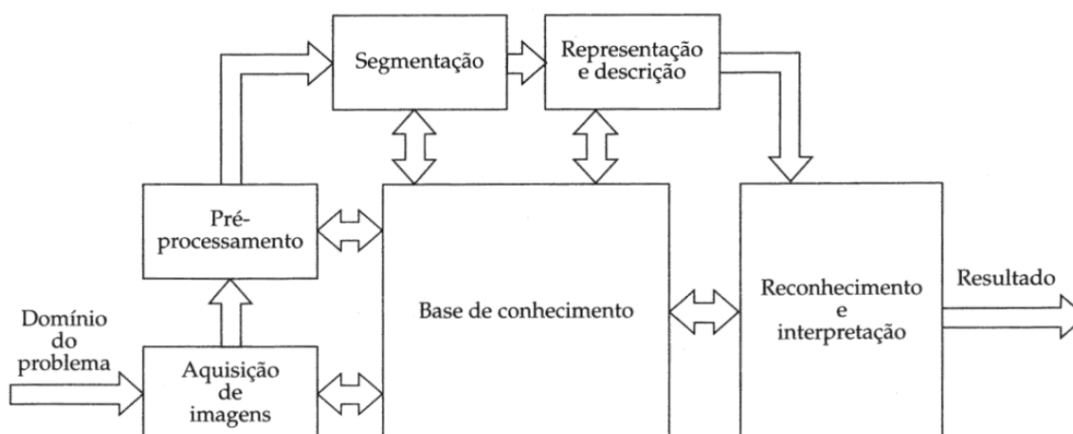 Segmentação
Representação
e descrição
Pré-
processamento
Base de conhecimento
Reconhecimento
e
interpretação
Resultado
Domínio
do
problema
Aquisição
de
imagens